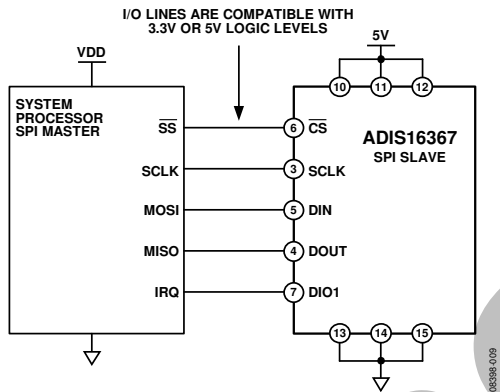 I/O LINES ARE COMPATIBLE WITH
3.3V OR 5V LOGIC LEVELS
VDD
5V
10 11 12
SYSTEM
PROCESSOR
SPI MASTER
ADIS16367
SPI SLAVE
SS 6 CS
SCLK 3 SCLK
MOSI 5 DIN
MISO 4 DOUT
IRQ 7 DIO1
13 14 15
08398-009